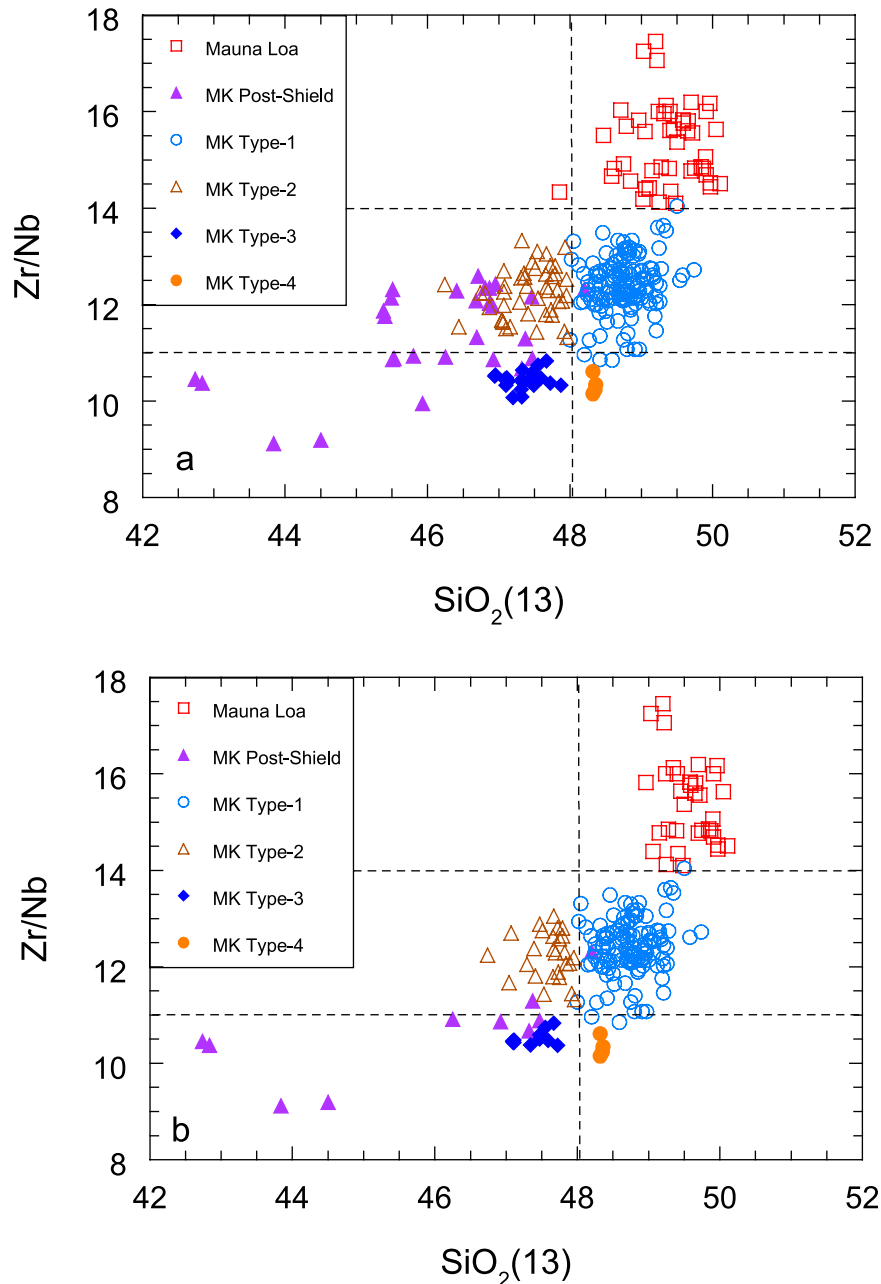 18
16
14
12
10
8
Zr/Nb
Mauna Loa
MK Post-Shield
MK Type-1
MK Type-2
MK Type-3
MK Type-4
a
42 44 46 48 50 52
SiO₂(13)
18
16
14
12
10
8
Zr/Nb
Mauna Loa
MK Post-Shield
MK Type-1
MK Type-2
MK Type-3
MK Type-4
b
42 44 46 48 50 52
SiO₂(13)